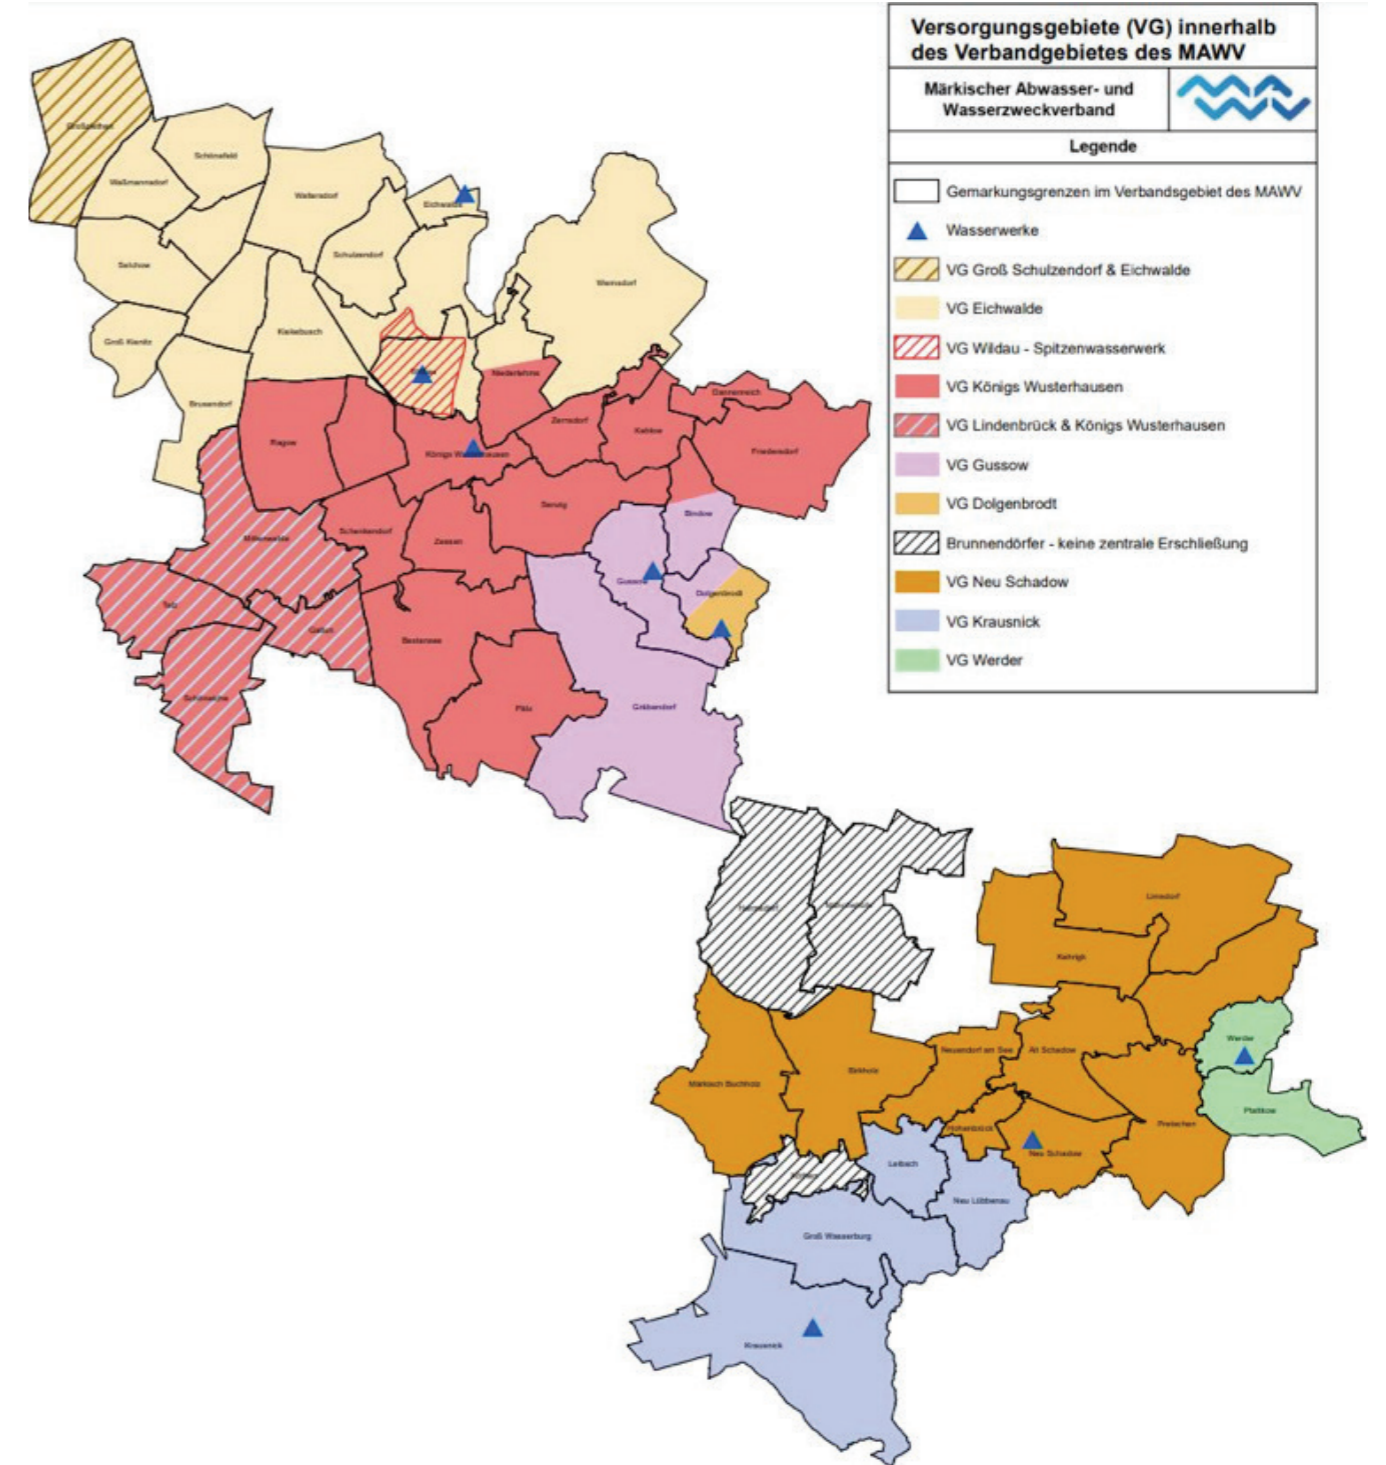 Versorgungsgebiete (VG) innerhalb
des Verbandgebietes des MAWV
Märkischer Abwasser- und
Wasserzweckverband
Legende
Gemarkungsgrenzen im Verbandsgebiet des MAWV
Wasserwerke
VG Groß Schulzendorf & Eichwalde
VG Eichwalde
VG Wildau - Spitzenwasserwerk
VG Königs Wusterhausen
VG Lindenbrück & Königs Wusterhausen
VG Gussow
VG Dolgenbrodt
Brunnendörfer - keine zentrale Erschließung
VG Neu Schadow
VG Krausnick
VG Werder
Schönefeld
Waßmannsdorf
Waltersdorf
Eichwalde
Schulzendorf
Selchow
Wernsdorf
Kiekebusch
Groß Kienitz
Niederlehme
Brusendorf
Zernsdorf
Kablow
Ragow
Friedersdorf
Königs Wusterhausen
Senzig
Bindow
Schenkendorf
Zeesen
Mittenwalde
Gussow
Dolgenbrodt
Telz
Gallun
Bestensee
Pätz
Gräbendorf
Limsdorf
Kehrigk
Werder
Neuendorf am See
Alt Schadow
Birkholz
Märkisch Buchholz
Plattkow
Pretschen
Hohenbrück
Neu Schadow
Leibsch
Neu Lübbenau
Groß Wasserburg
Krausnick